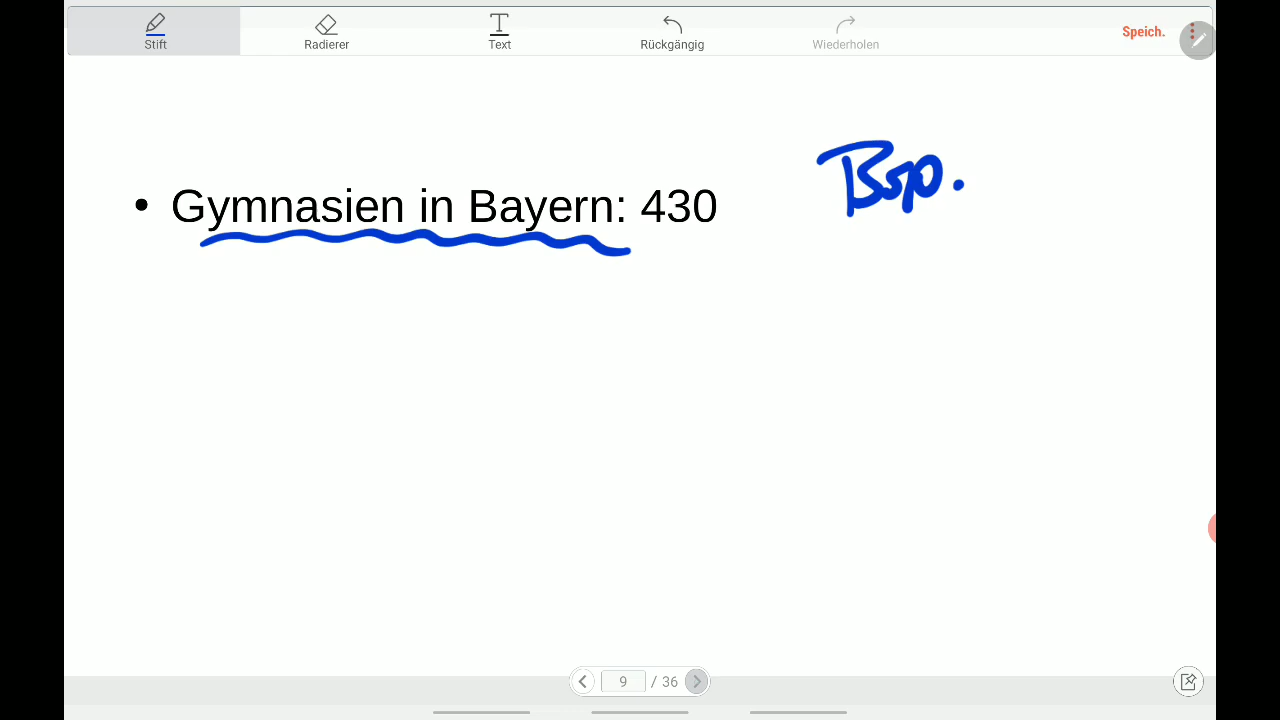 Stift Radierer Text Rückgängig Wiederholen Speich.
Bsp.
• Gymnasien in Bayern: 430
9 / 36